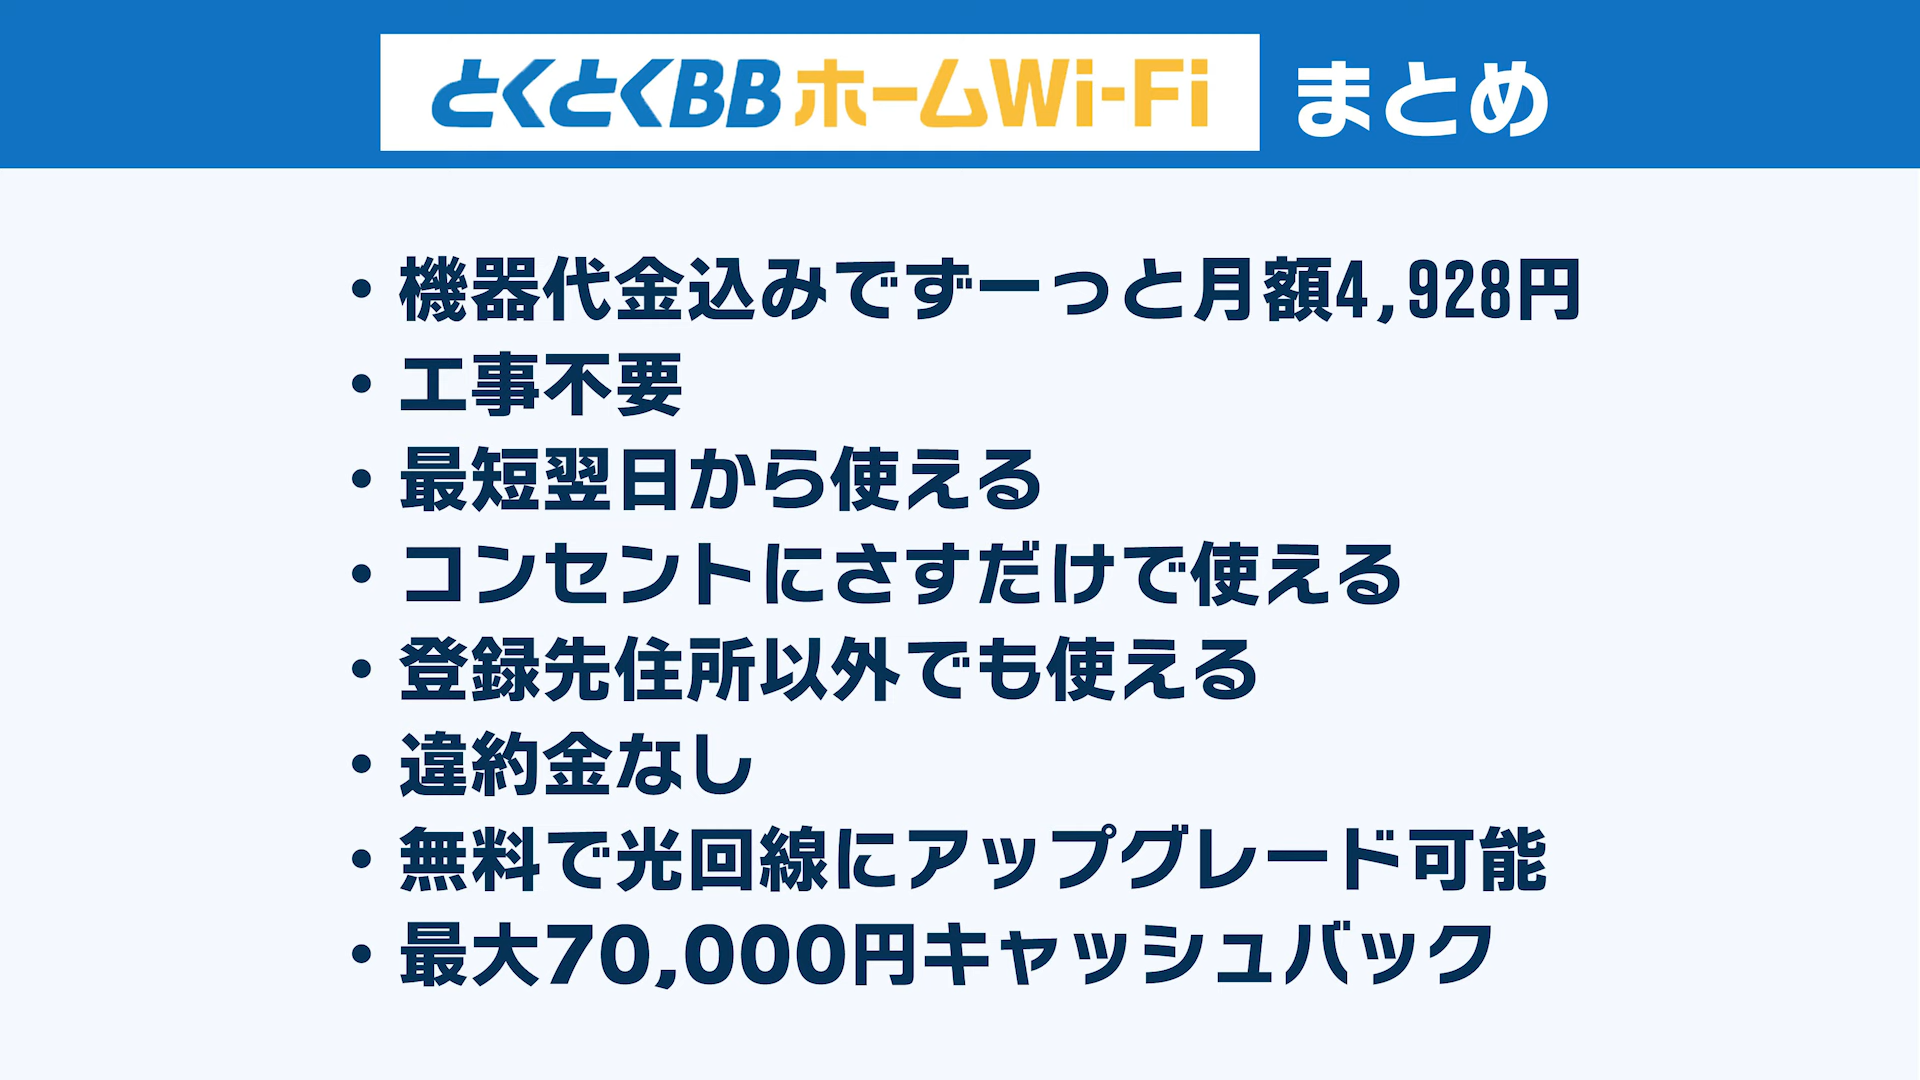 とくとくBBホームWi-Fi まとめ
・機器代金込みでずーっと月額4,928円
・工事不要
・最短翌日から使える
・コンセントにさすだけで使える
・登録先住所以外でも使える
・違約金なし
・無料で光回線にアップグレード可能
・最大70,000円キャッシュバック